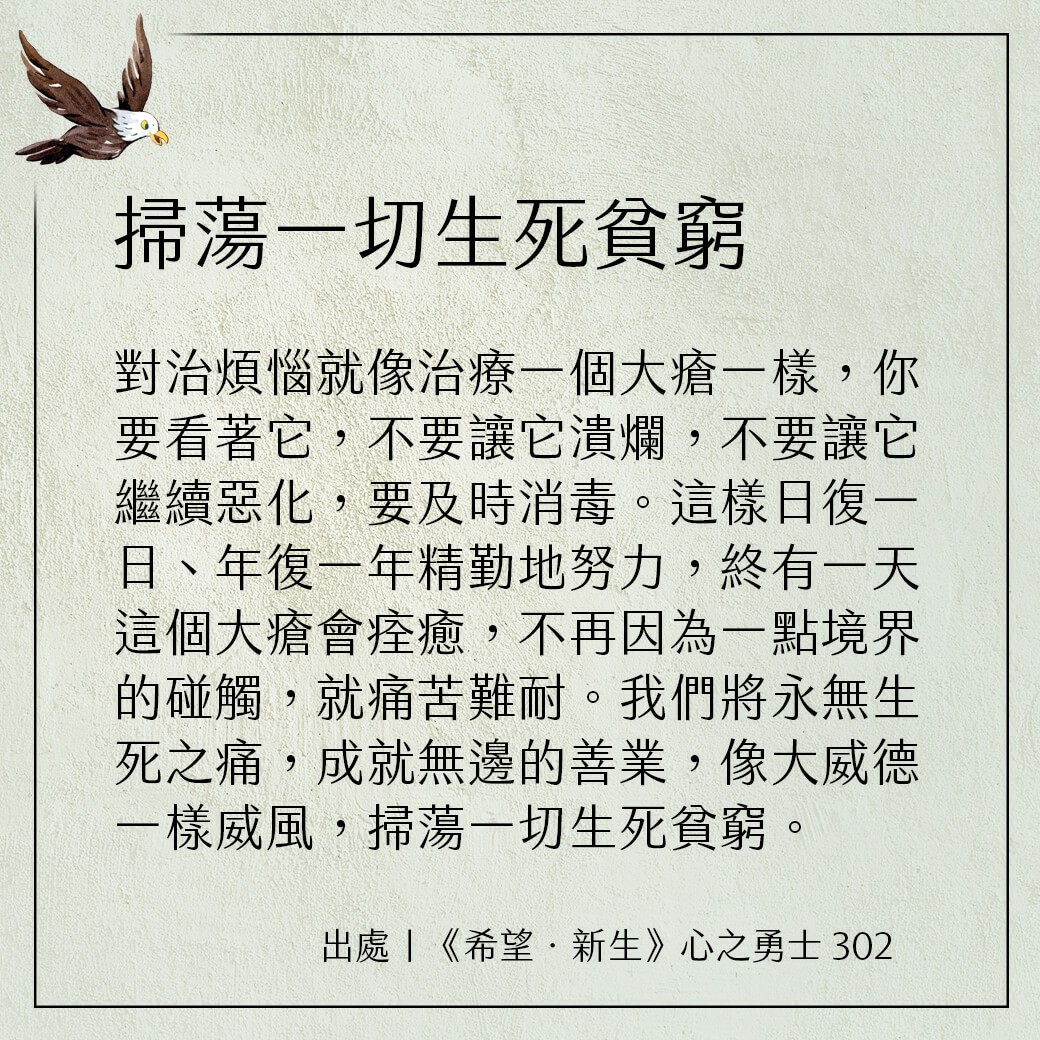 掃蕩一切生死貧窮
對治煩惱就像治療一個大瘡一樣，你
要看著它，不要讓它潰爛，不要讓它
繼續惡化，要及時消毒。這樣日復一
日、年復一年精勤地努力，終有一天
這個大瘡會痊癒，不再因為一點境界
的碰觸，就痛苦難耐。我們將永無生
死之痛，成就無邊的善業，像大威德
一樣威風，掃蕩一切生死貧窮。
出處｜《希望．新生》心之勇士 302